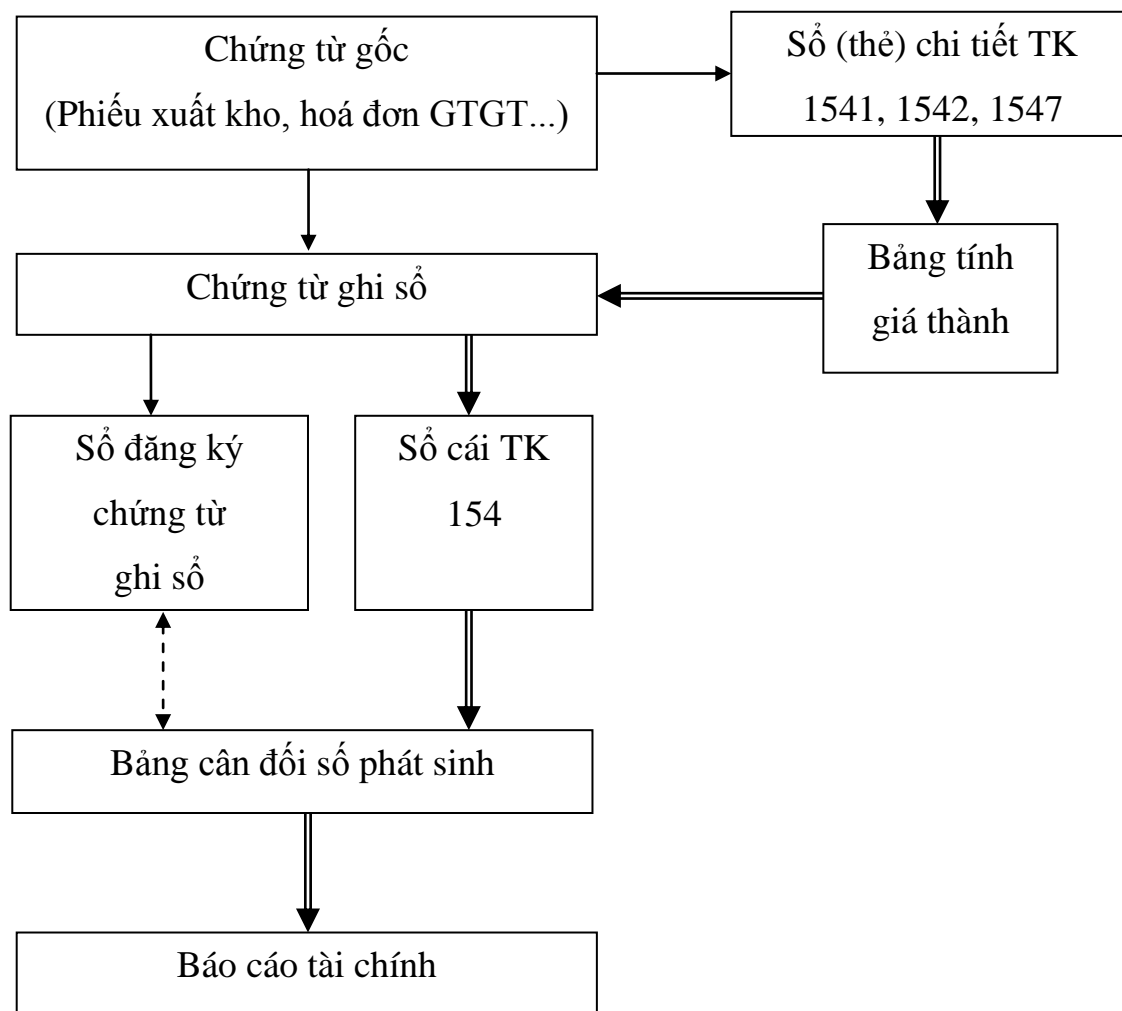 Chứng từ gốc
(Phiếu xuất kho, hoá đơn GTGT...)
Sổ (thẻ) chi tiết TK
1541, 1542, 1547
Chứng từ ghi sổ
Bảng tính
giá thành
Sổ đăng ký
chứng từ
ghi sổ
Sổ cái TK
154
Bảng cân đối số phát sinh
Báo cáo tài chính